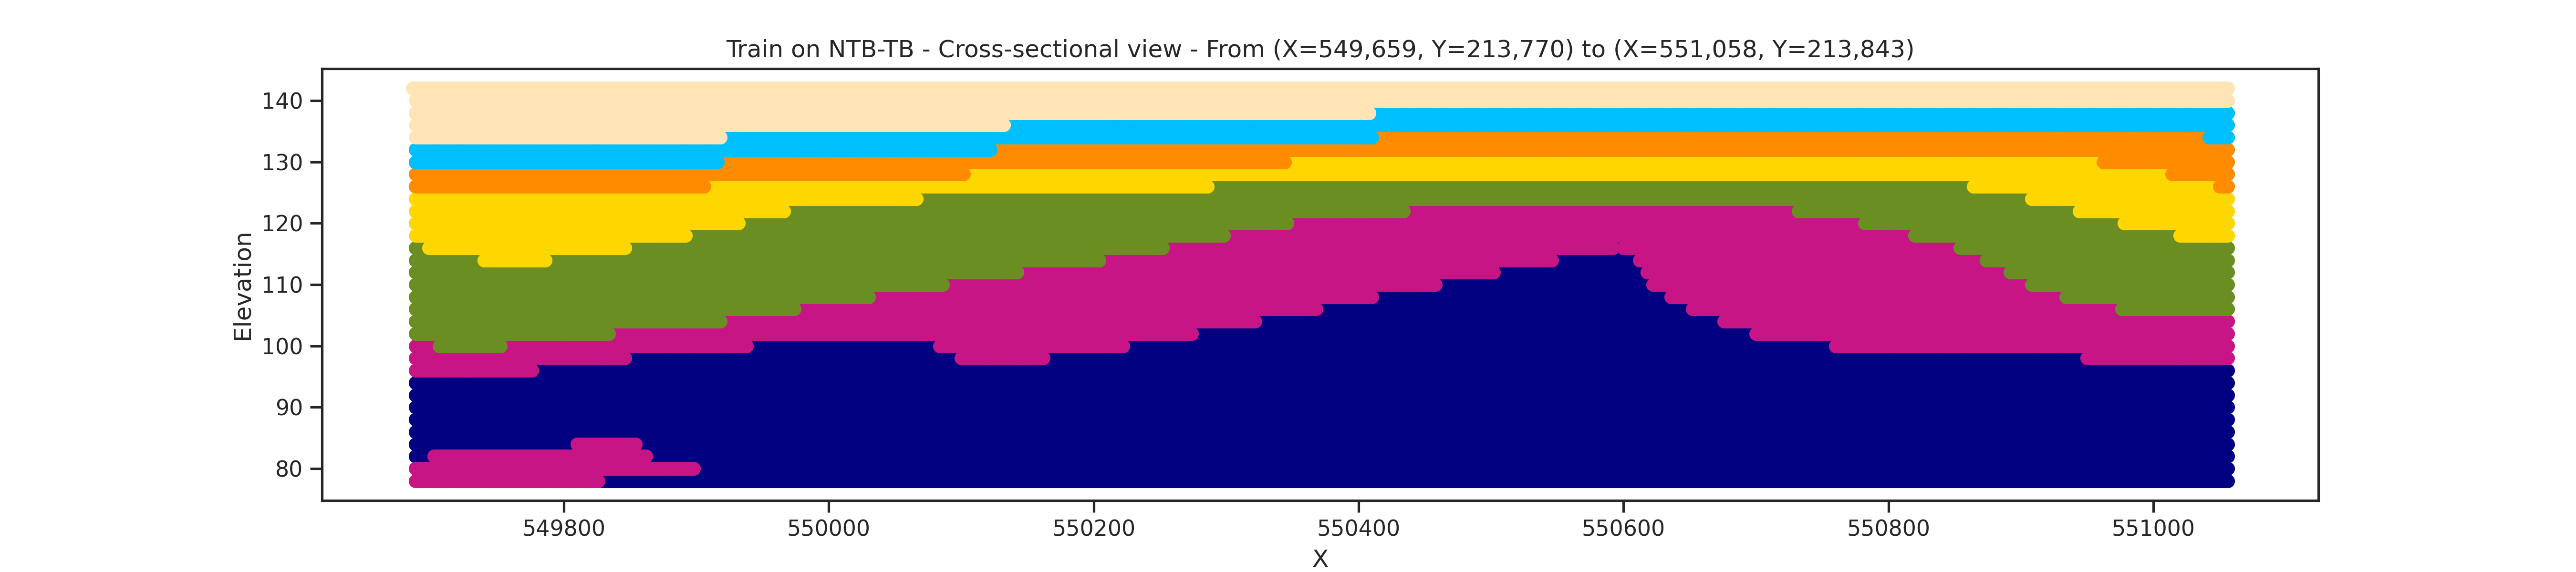 Train on NTB-TB - Cross-sectional view - From (X=549,659, Y=213,770) to (X=551,058, Y=213,843)
140
130
120
110
100
90
80
Elevation
549800 550000 550200 550400 550600 550800 551000
X